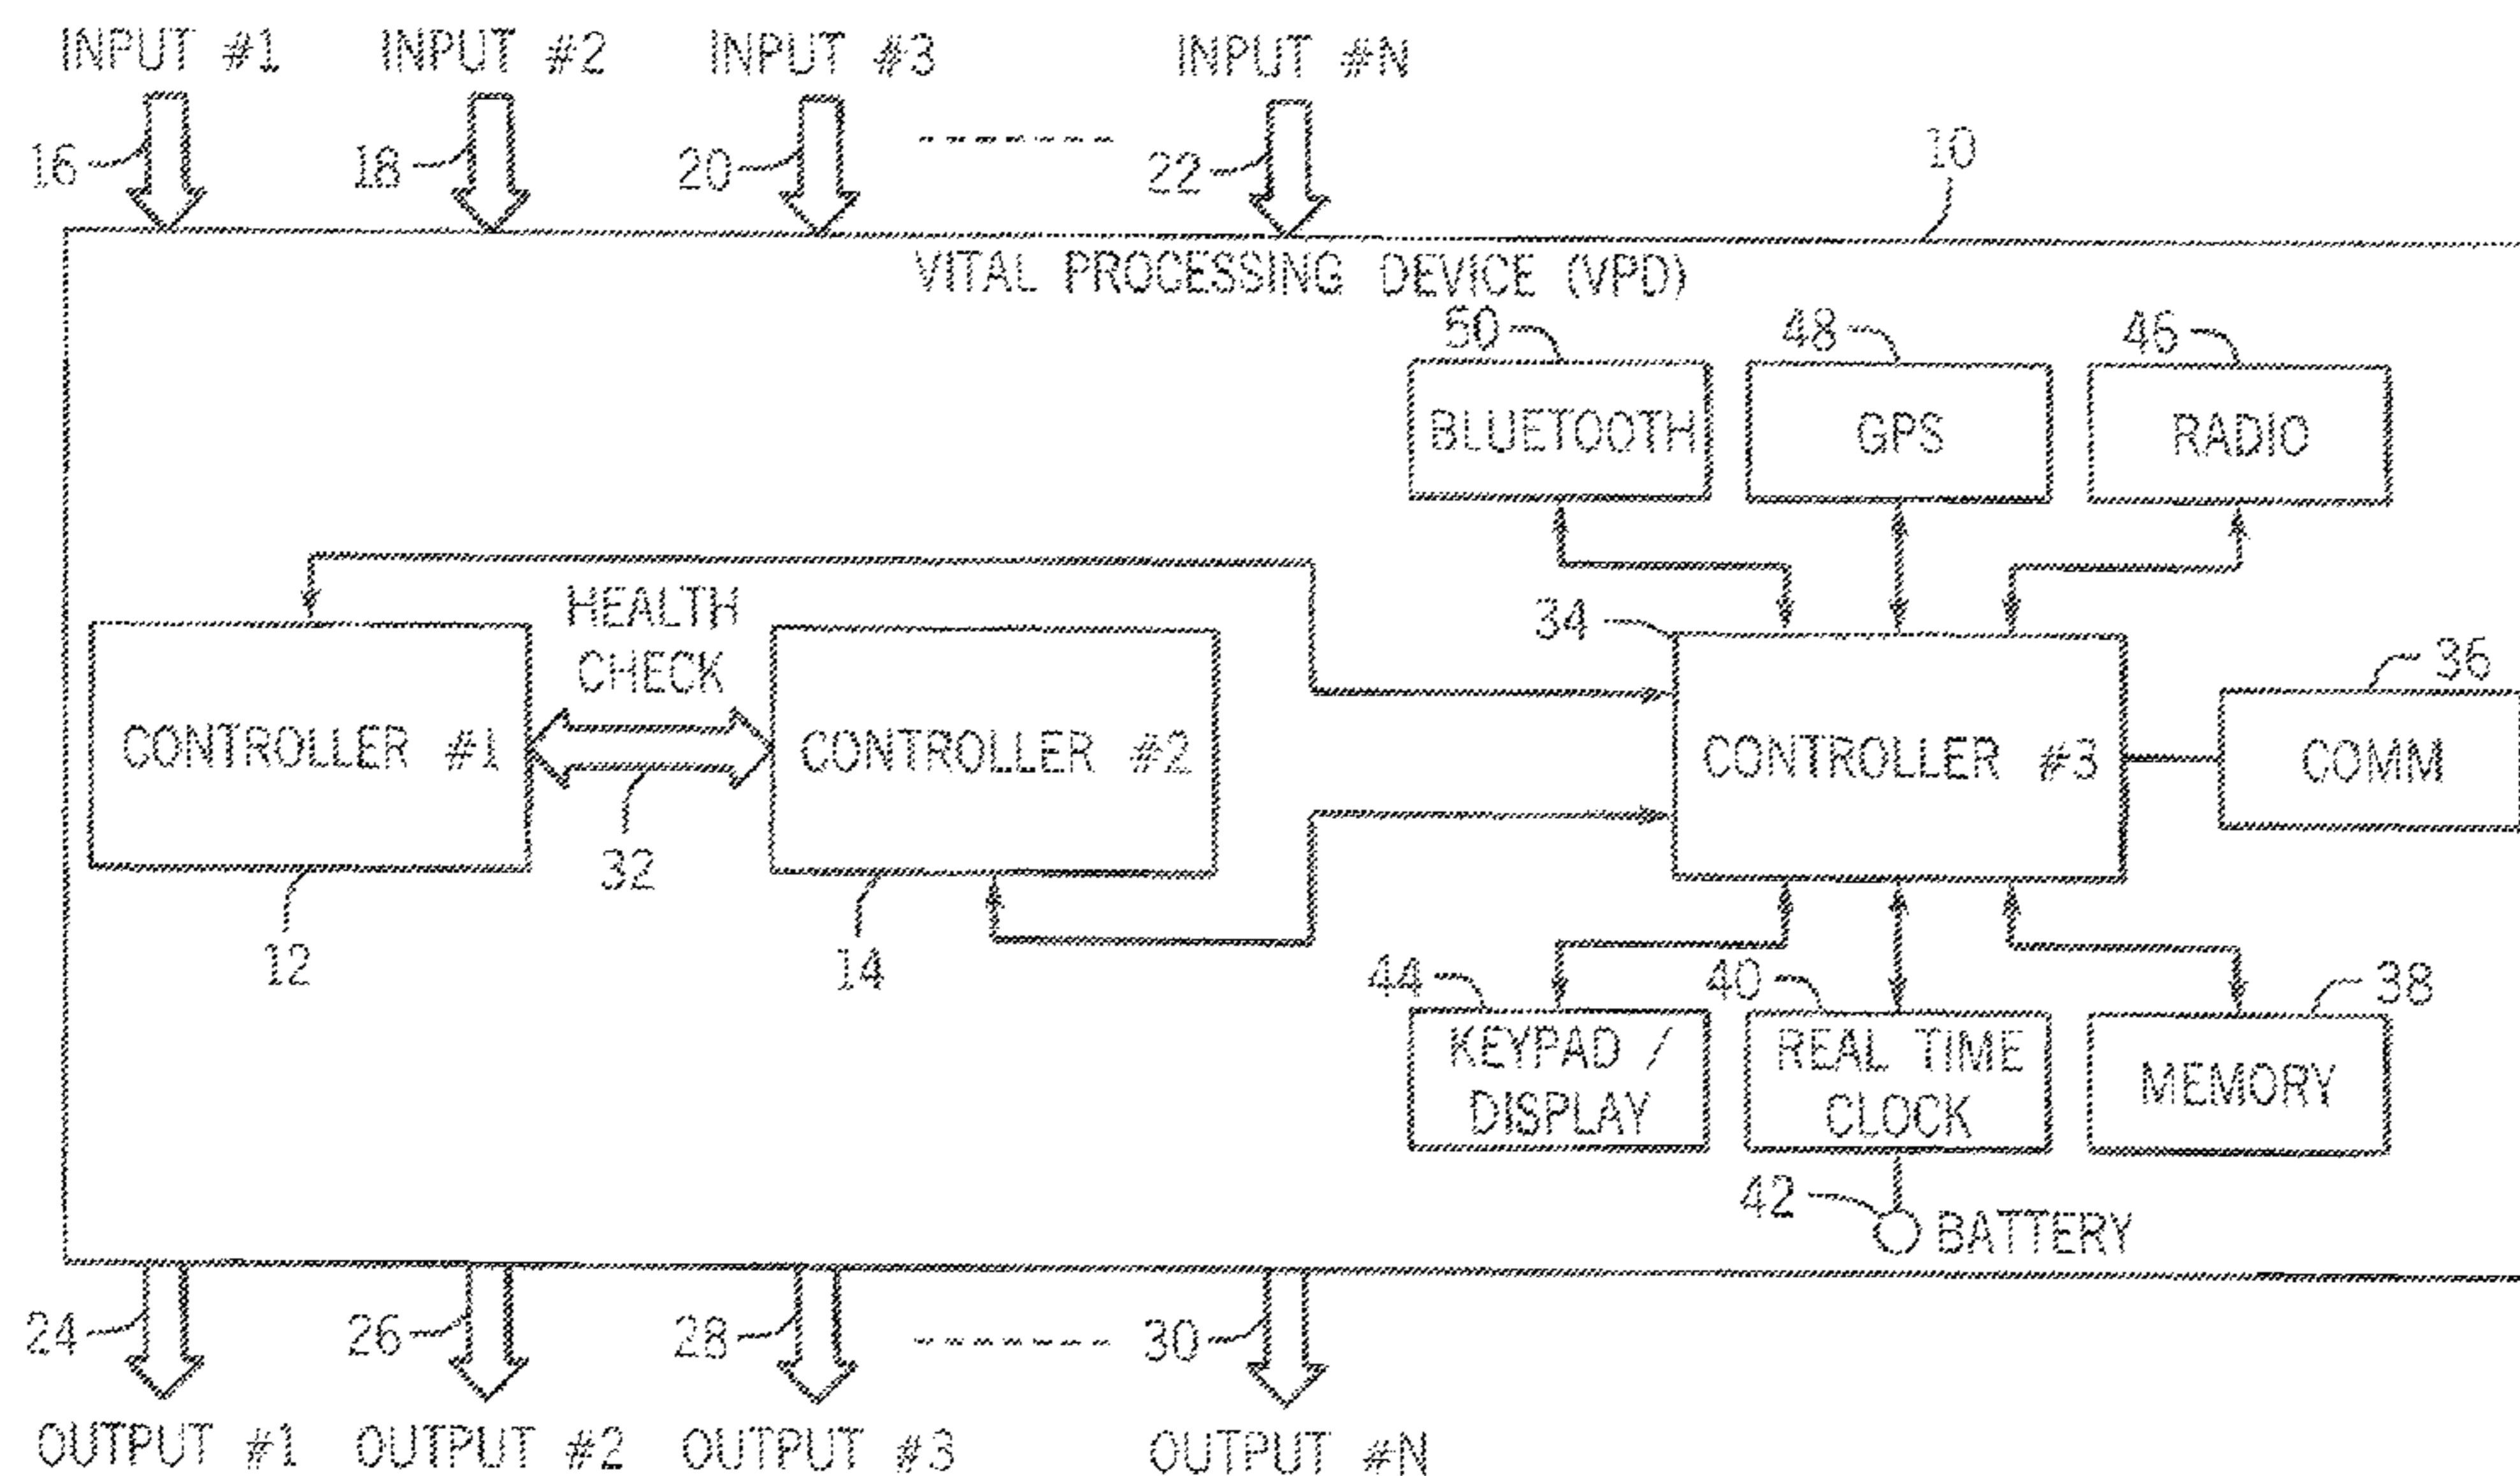 INPUT #1 INPUT #2 INPUT #3 INPUT #N
16 18 20 22 10
VITAL PROCESSING DEVICE (VPD)
50 48 46
BLUETOOTH GPS RADIO
HEALTH
CHECK
34 36
CONTROLLER #1 CONTROLLER #2 CONTROLLER #3 COMM
32
12 14
44 40 38
KEYPAD /
DISPLAY
REAL TIME
CLOCK
MEMORY
42
BATTERY
24 26 28 30
OUTPUT #1 OUTPUT #2 OUTPUT #3 OUTPUT #N